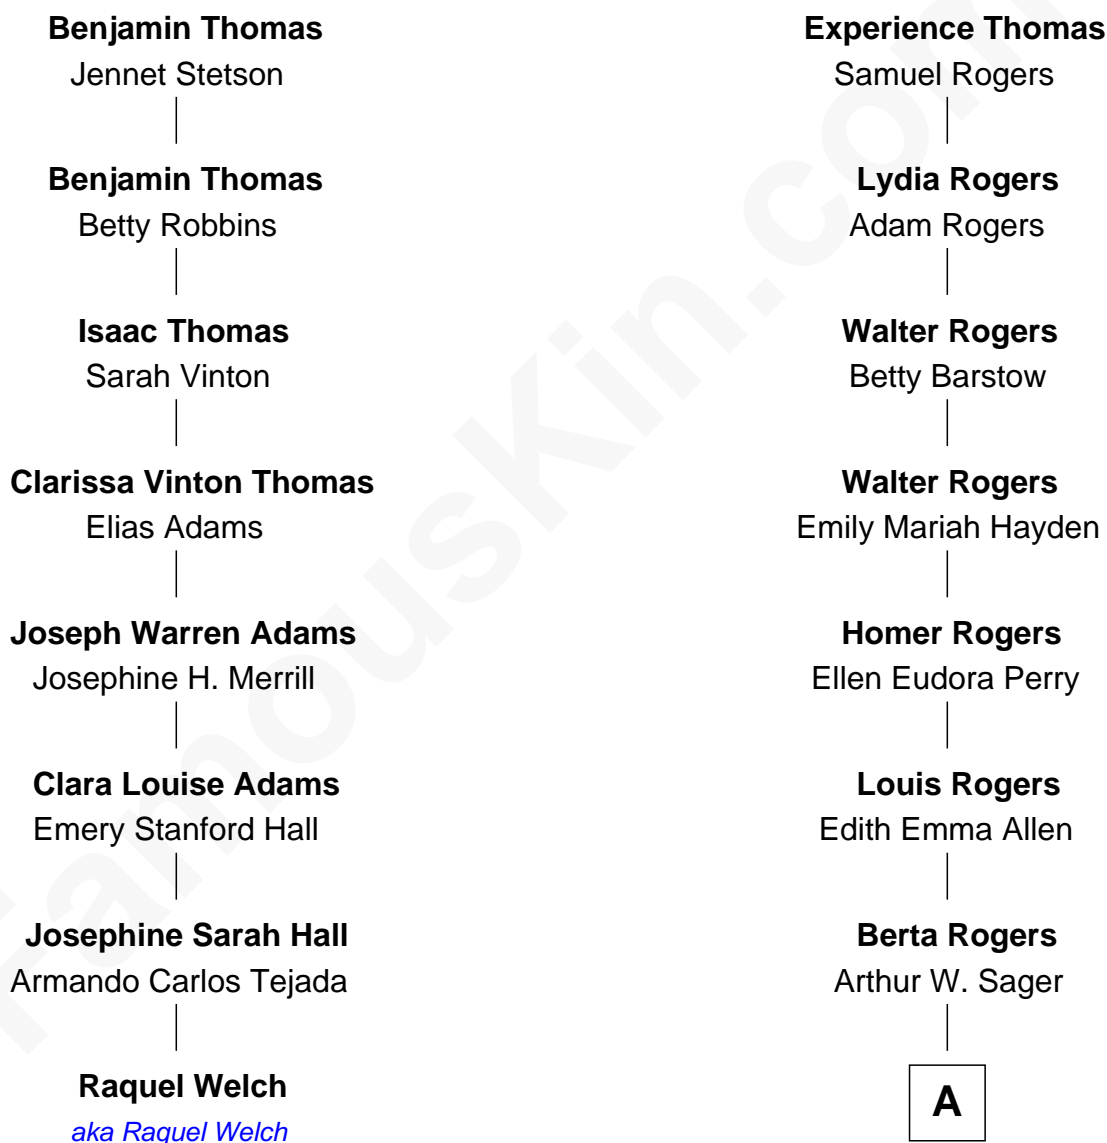 Benjamin Thomas
Jennet Stetson
Benjamin Thomas
Betty Robbins
Isaac Thomas
Sarah Vinton
Clarissa Vinton Thomas
Elias Adams
Joseph Warren Adams
Josephine H. Merrill
Clara Louise Adams
Emery Stanford Hall
Josephine Sarah Hall
Armando Carlos Tejada
Raquel Welch
aka Raquel Welch
Experience Thomas
Samuel Rogers
Lydia Rogers
Adam Rogers
Walter Rogers
Betty Barstow
Walter Rogers
Emily Mariah Hayden
Homer Rogers
Ellen Eudora Perry
Louis Rogers
Edith Emma Allen
Berta Rogers
Arthur W. Sager
A
FamousKin.com